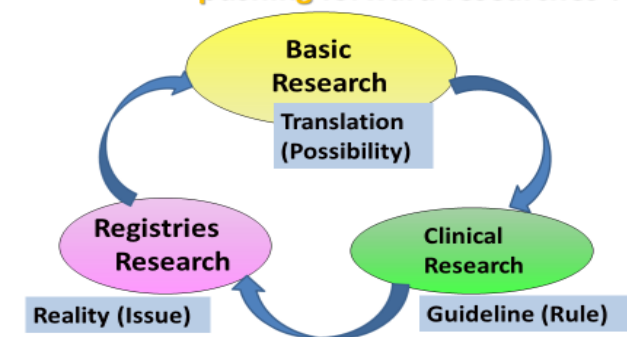 Basic
Research
Translation
(Possibility)
Registries
Research
Clinical
Research
Reality (Issue)
Guideline (Rule)